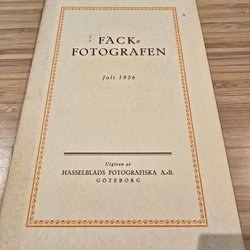 FACK=
FOTOGRAFEN
Juli 1926
Utgiven av
HASSELBLADS FOTOGRAFISKA A.-B.
GÖTEBORG